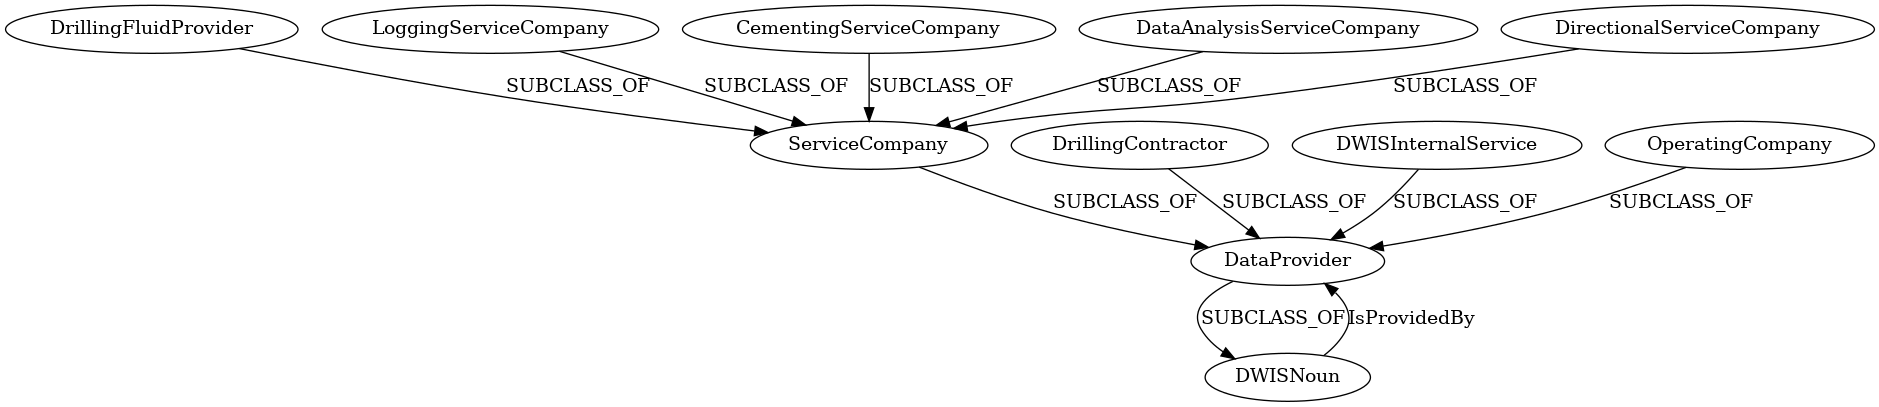 DrillingFluidProvider
LoggingServiceCompany
CementingServiceCompany
DataAnalysisServiceCompany
DirectionalServiceCompany
SUBCLASS_OF
SUBCLASS_OF
SUBCLASS_OF
SUBCLASS_OF
SUBCLASS_OF
ServiceCompany
DrillingContractor
DWISInternalService
OperatingCompany
SUBCLASS_OF
SUBCLASS_OF
SUBCLASS_OF
SUBCLASS_OF
DataProvider
SUBCLASS_OF
IsProvidedBy
DWISNoun